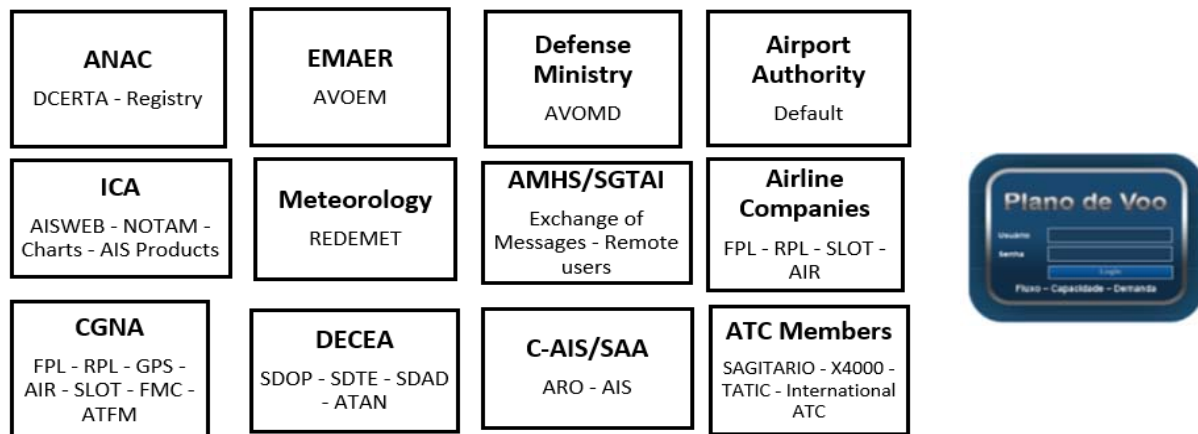 ANAC
DCERTA - Registry
EMAER
AVOEM
Defense
Ministry
AVOMD
Airport
Authority
Default
ICA
AISWEB - NOTAM -
Charts - AIS Products
Meteorology
REDEMET
AMHS/SGTAI
Exchange of
Messages - Remote
users
Airline
Companies
FPL - RPL - SLOT -
AIR
CGNA
FPL - RPL - GPS -
AIR - SLOT - FMC -
ATFM
DECEA
SDOP - SDTE - SDAD
- ATAN
C-AIS/SAA
ARO - AIS
ATC Members
SAGITARIO - X4000 -
TATIC - International
ATC
Plano de Voo
Usuário
Senha
Login
Fluxo – Capacidade – Demanda